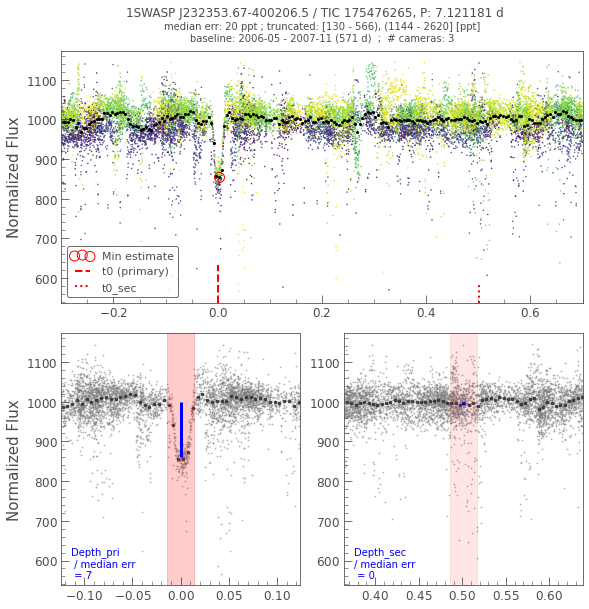 1SWASP J232353.67-400206.5 / TIC 175476265, P: 7.121181 d
median err: 20 ppt ; truncated: [130 - 566), (1144 - 2620] [ppt]
baseline: 2006-05 - 2007-11 (571 d)  ;  # cameras: 3
Normalized Flux
1100
1000
900
800
700
600
Min estimate
t0 (primary)
t0_sec
−0.2
0.0
0.2
0.4
0.6
Normalized Flux
1100
1000
900
800
700
600
Depth_pri
/ median err
= 7
−0.10
−0.05
0.00
0.05
0.10
1100
1000
900
800
700
600
Depth_sec
/ median err
= 0
0.40
0.45
0.50
0.55
0.60